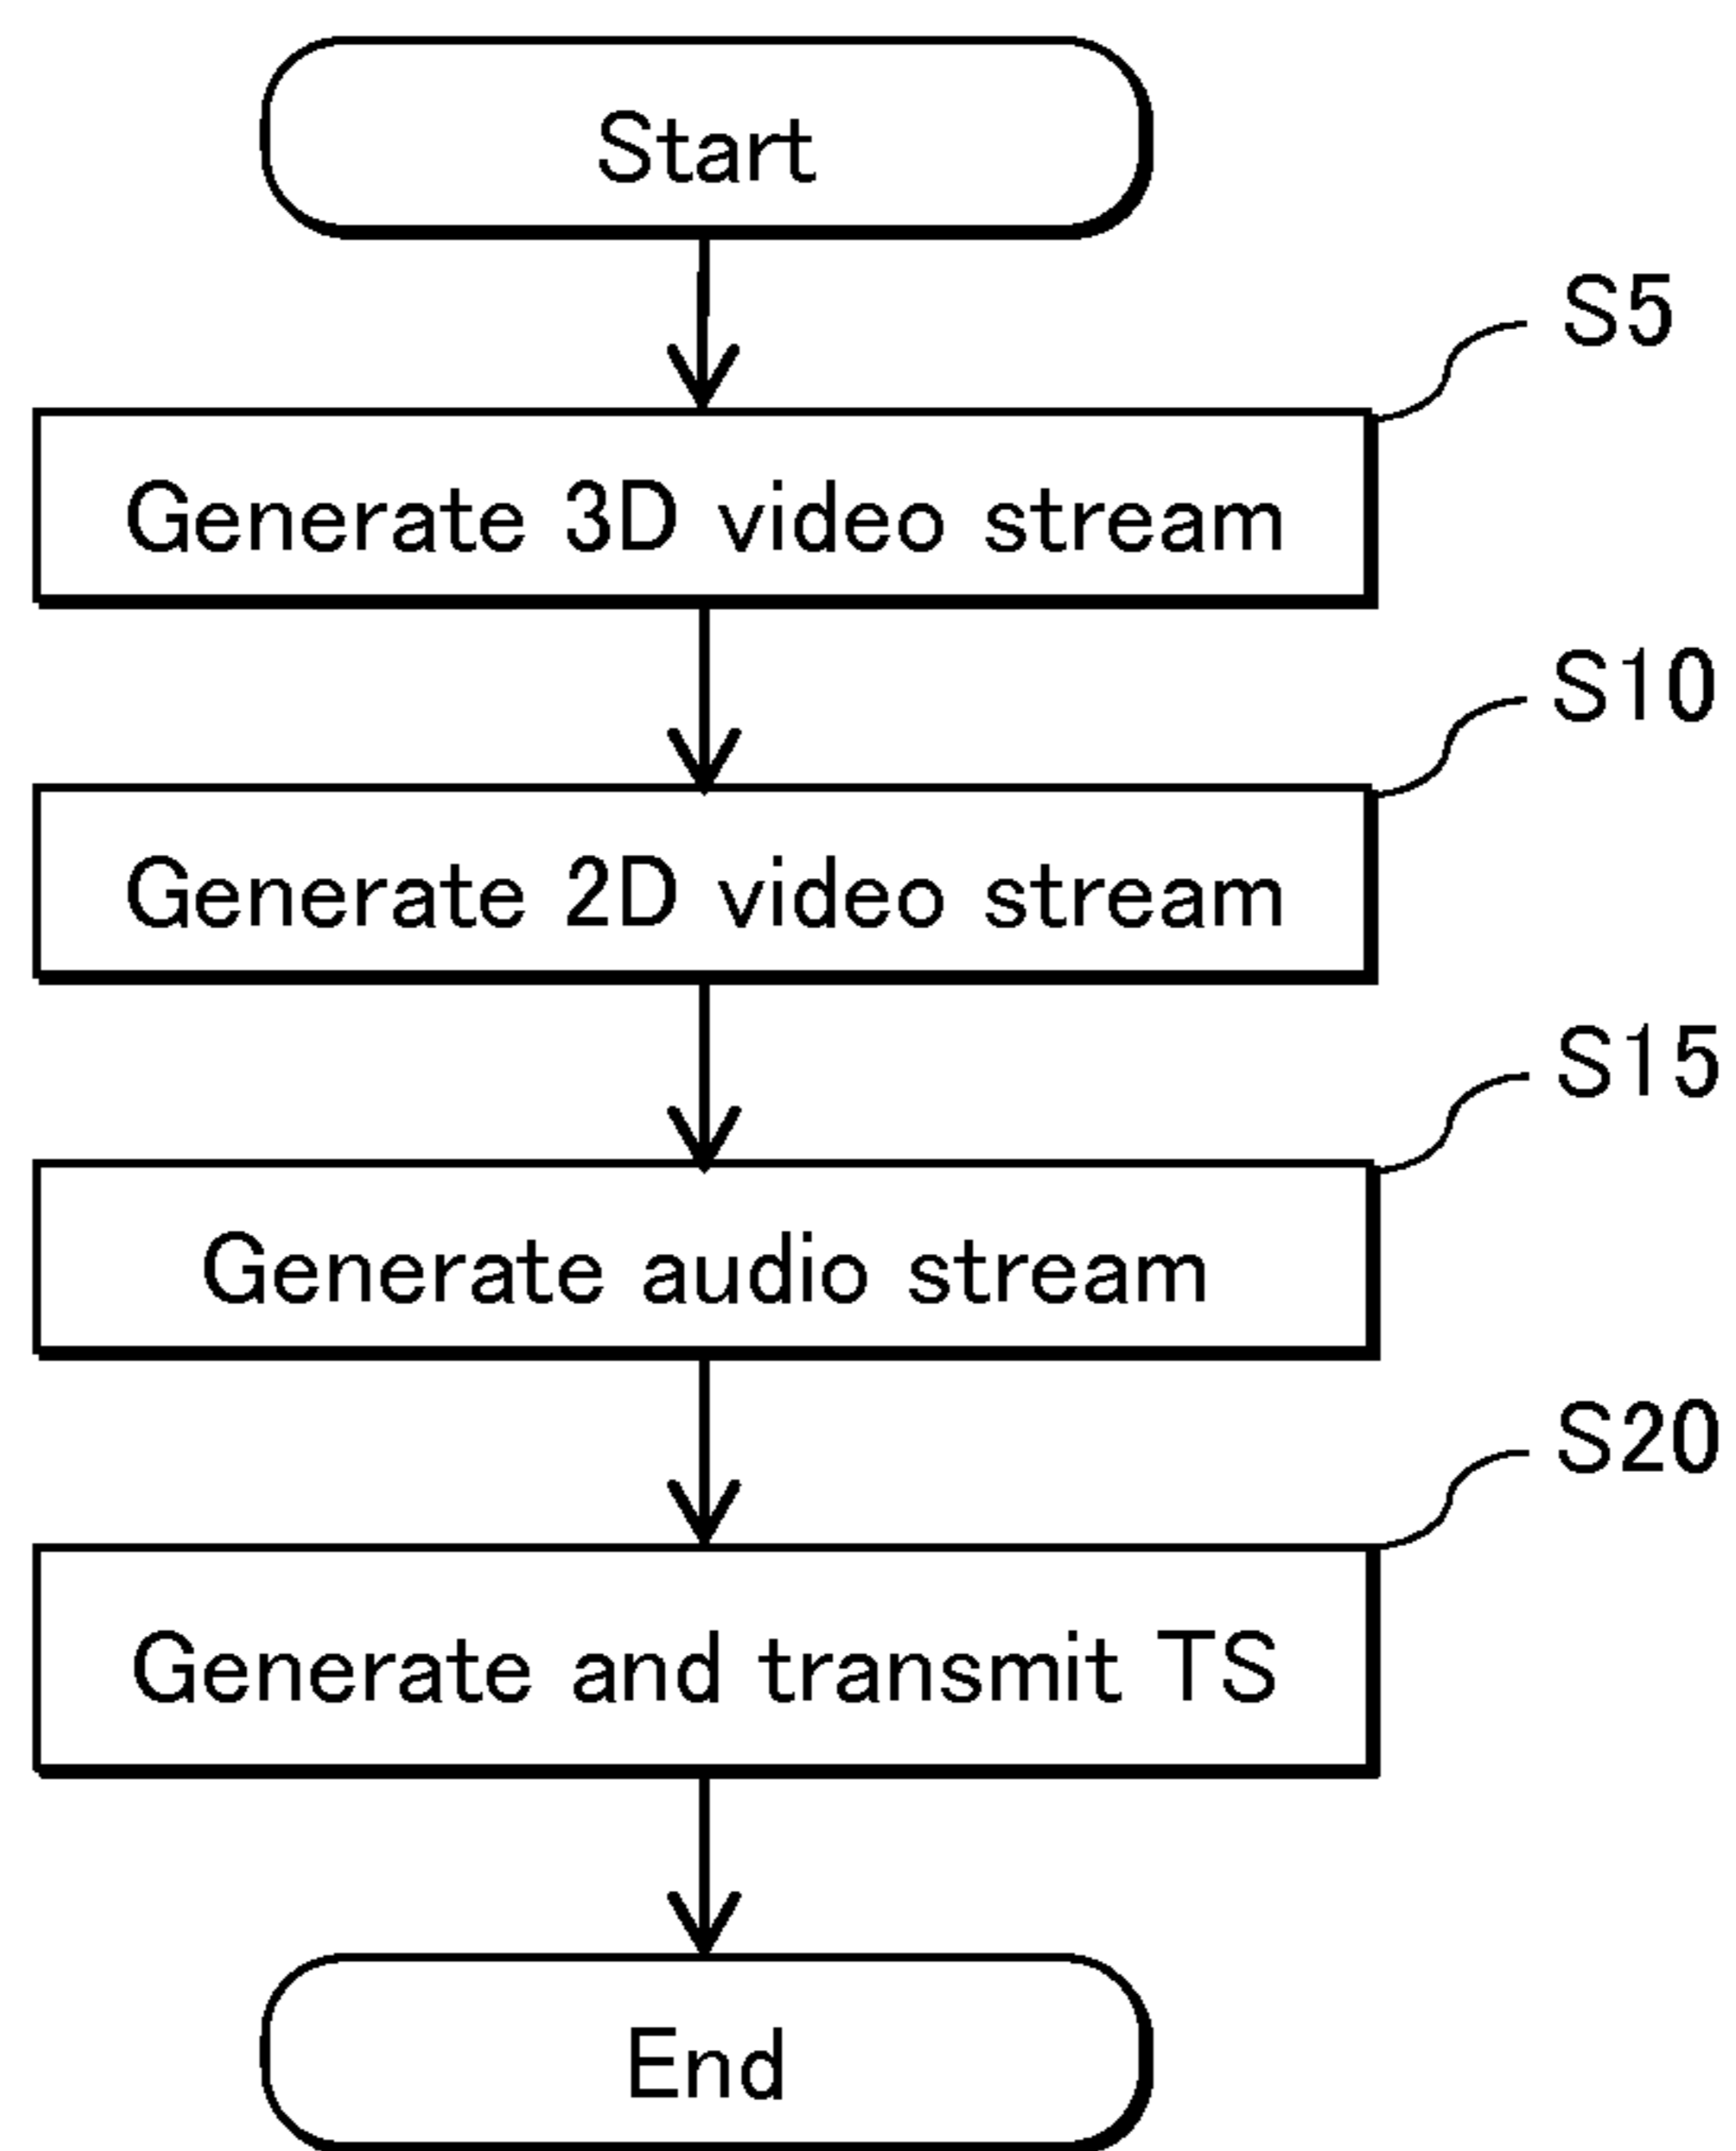 Start
S5
Generate 3D video stream
S10
Generate 2D video stream
S15
Generate audio stream
S20
Generate and transmit TS
End